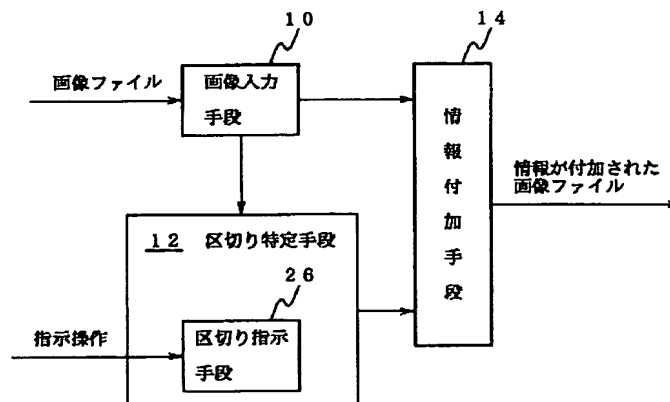 10
14
画像ファイル
画像入力
手段
情報付加手段
情報が付加された
画像ファイル
12 区切り特定手段
26
指示操作
区切り指示
手段